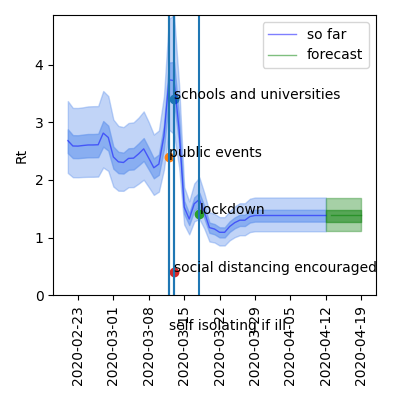 so far
forecast
schools and universities
public events
lockdown
social distancing encouraged
self isolating if ill
Rt
4
3
2
1
0
2020-02-23
2020-03-01
2020-03-08
2020-03-15
2020-03-22
2020-03-29
2020-04-05
2020-04-12
2020-04-19